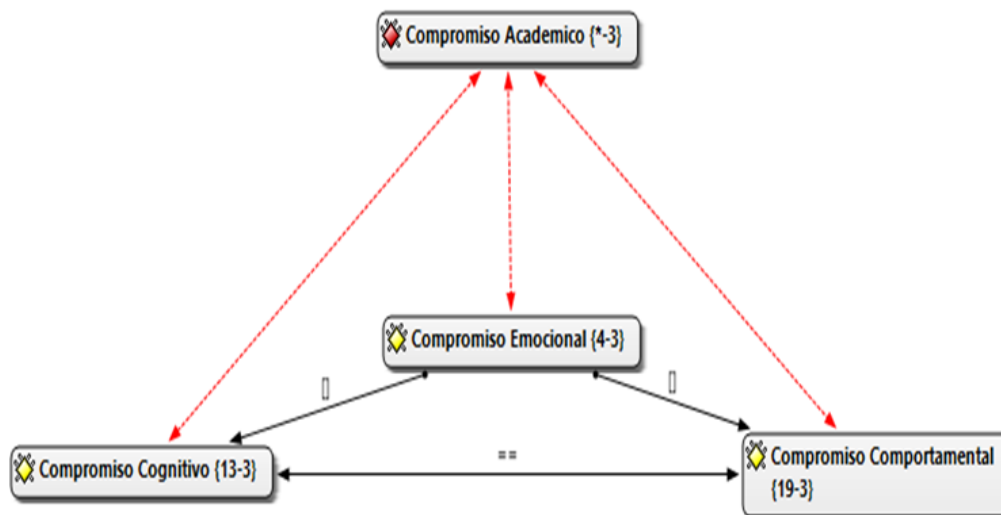 Compromiso Academico {*-3}
Compromiso Emocional {4-3}
[]
[]
Compromiso Cognitivo {13-3}
==
Compromiso Comportamental
{19-3}